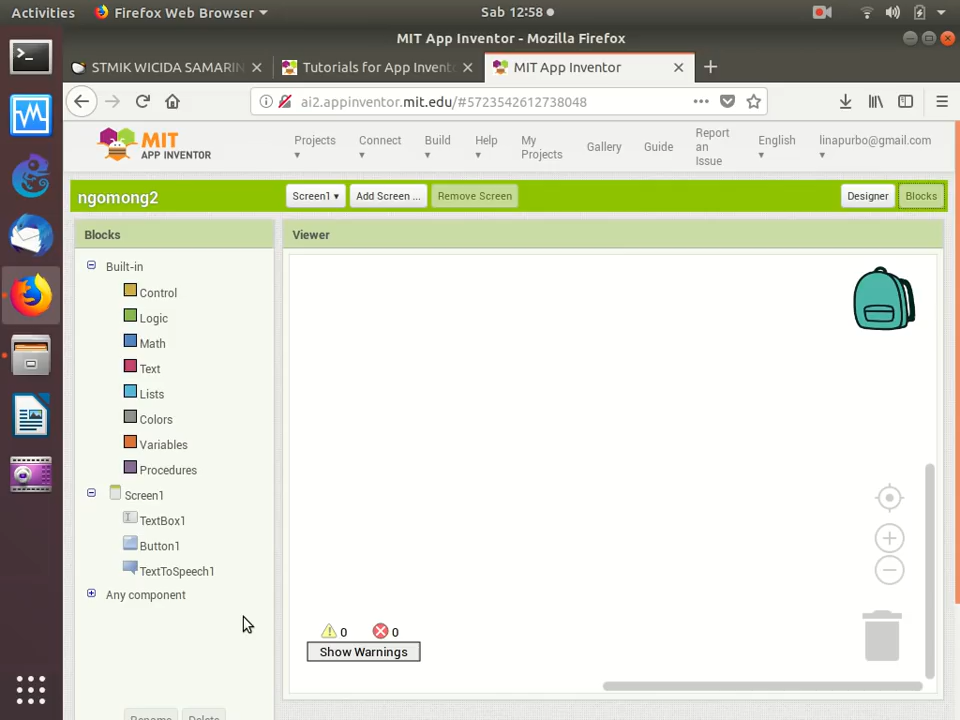 Activities
Firefox Web Browser
Sab 12:58
MIT App Inventor - Mozilla Firefox
STMIK WICIDA SAMARIN
Tutorials for App Invent
MIT App Inventor
ai2.appinventor.mit.edu/#5723542612738048
MIT
APP INVENTOR
Projects
Connect
Build
Help
My Projects
Gallery
Guide
Report an Issue
English
linapurbo@gmail.com
ngomong2
Screen1
Add Screen ...
Remove Screen
Designer
Blocks
Blocks
Viewer
Built-in
Control
Logic
Math
Text
Lists
Colors
Variables
Procedures
Screen1
TextBox1
Button1
TextToSpeech1
Any component
0
0
Show Warnings
Rename
Delete